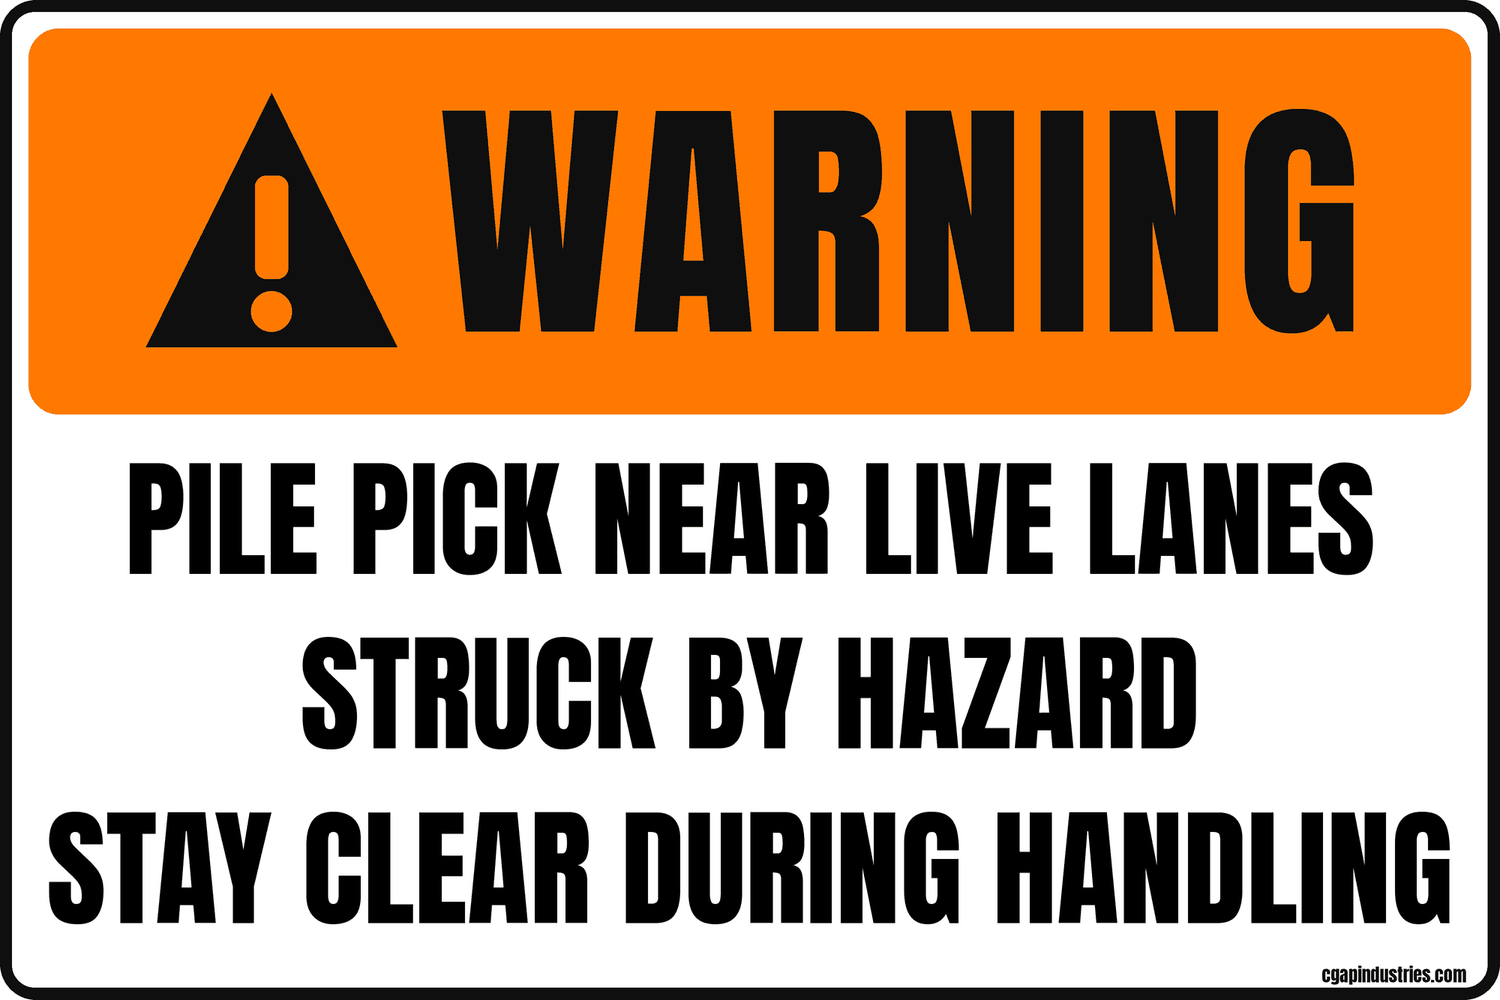 WARNING
PILE PICK NEAR LIVE LANES
STRUCK BY HAZARD
STAY CLEAR DURING HANDLING
cgapindustries.com